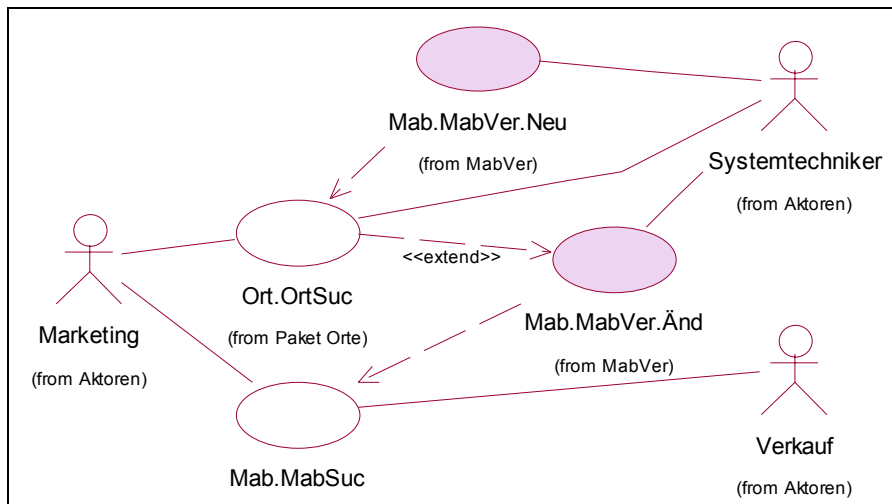 Mab.MabVer.Neu
(from MabVer)
Systemtechniker
(from Aktoren)
<<extend>>
Ort.OrtSuc
(from Paket Orte)
Mab.MabVer.Änd
(from MabVer)
Marketing
(from Aktoren)
Mab.MabSuc
Verkauf
(from Aktoren)